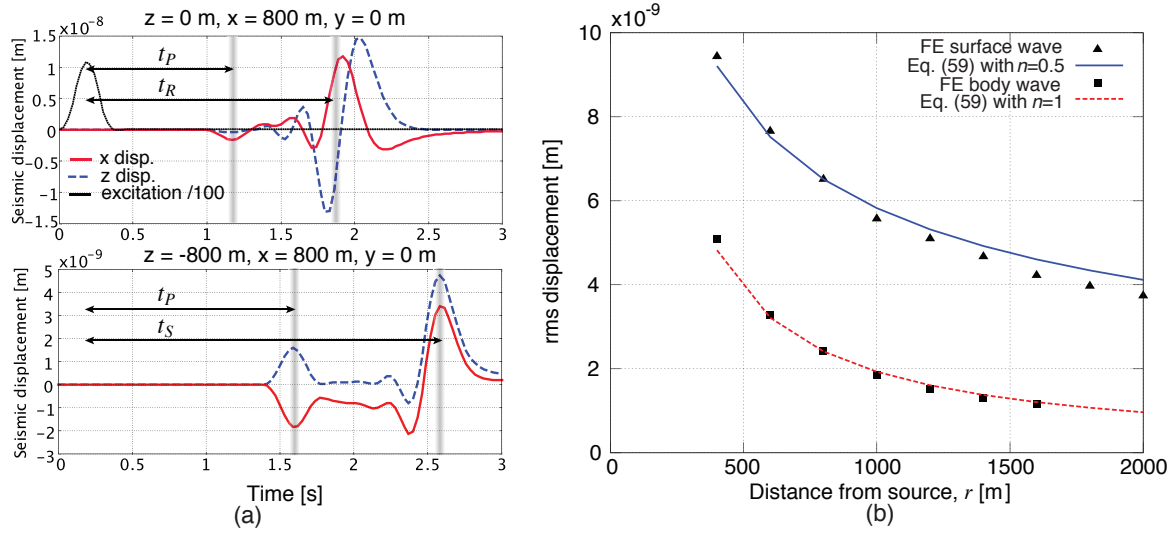 z = 0 m, x = 800 m, y = 0 m
×10⁻⁸
Seismic displacement [m]
1.5
1
0.5
0
-0.5
-1
-1.5
t_P
t_R
x disp.
z disp.
excitation /100
0 0.5 1 1.5 2 2.5 3
z = -800 m, x = 800 m, y = 0 m
×10⁻⁹
Seismic displacement [m]
5
4
3
2
1
0
-1
-2
-3
t_P
t_S
0 0.5 1 1.5 2 2.5 3
Time [s]
(a)
×10⁻⁹
rms displacement [m]
10
8
6
4
2
0
FE surface wave
Eq. (59) with n=0.5
FE body wave
Eq. (59) with n=1
0 500 1000 1500 2000
Distance from source, r [m]
(b)